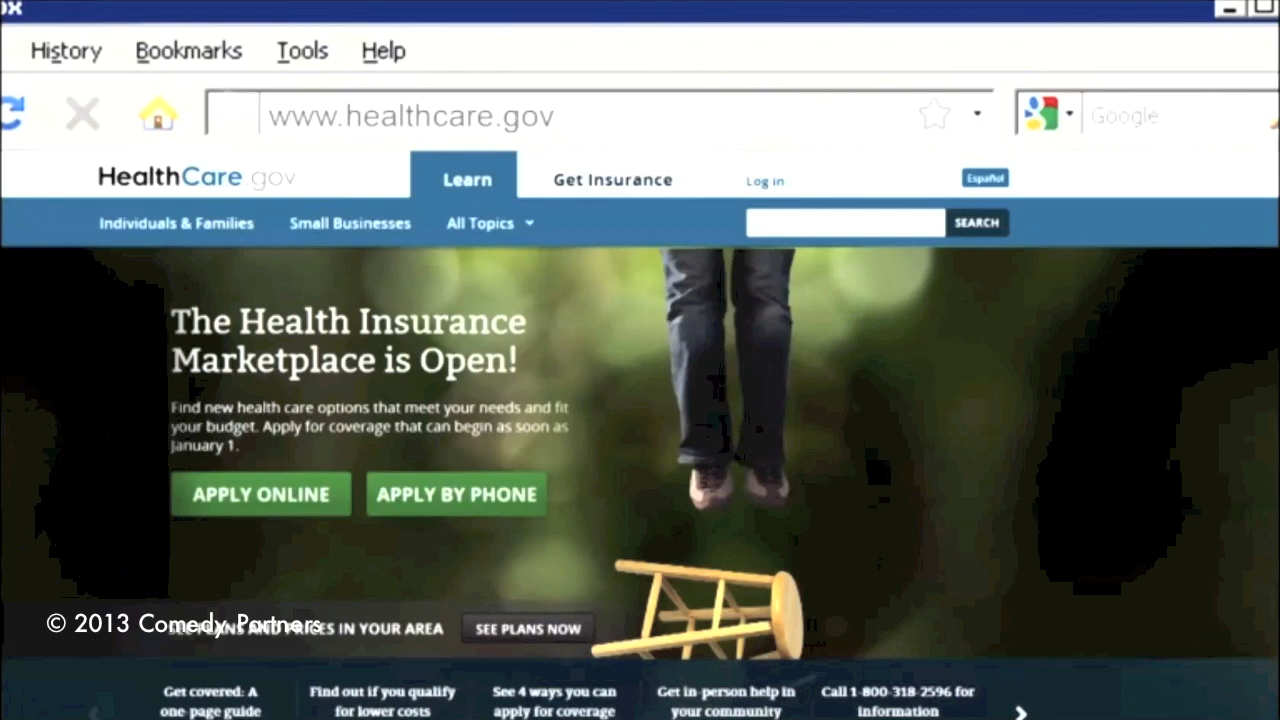 ox
History Bookmarks Tools Help
www.healthcare.gov Google
HealthCare.gov Learn Get Insurance Log in Español
Individuals & Families Small Businesses All Topics SEARCH
The Health Insurance
Marketplace is Open!
Find new health care options that meet your needs and fit
your budget. Apply for coverage that can begin as soon as
January 1.
APPLY ONLINE APPLY BY PHONE
© 2013 Comedy Partners
SEE PLANS AND PRICES IN YOUR AREA SEE PLANS NOW
Get covered: A
one-page guide
Find out if you qualify
for lower costs
See 4 ways you can
apply for coverage
Get in-person help in
your community
Call 1-800-318-2596 for
information